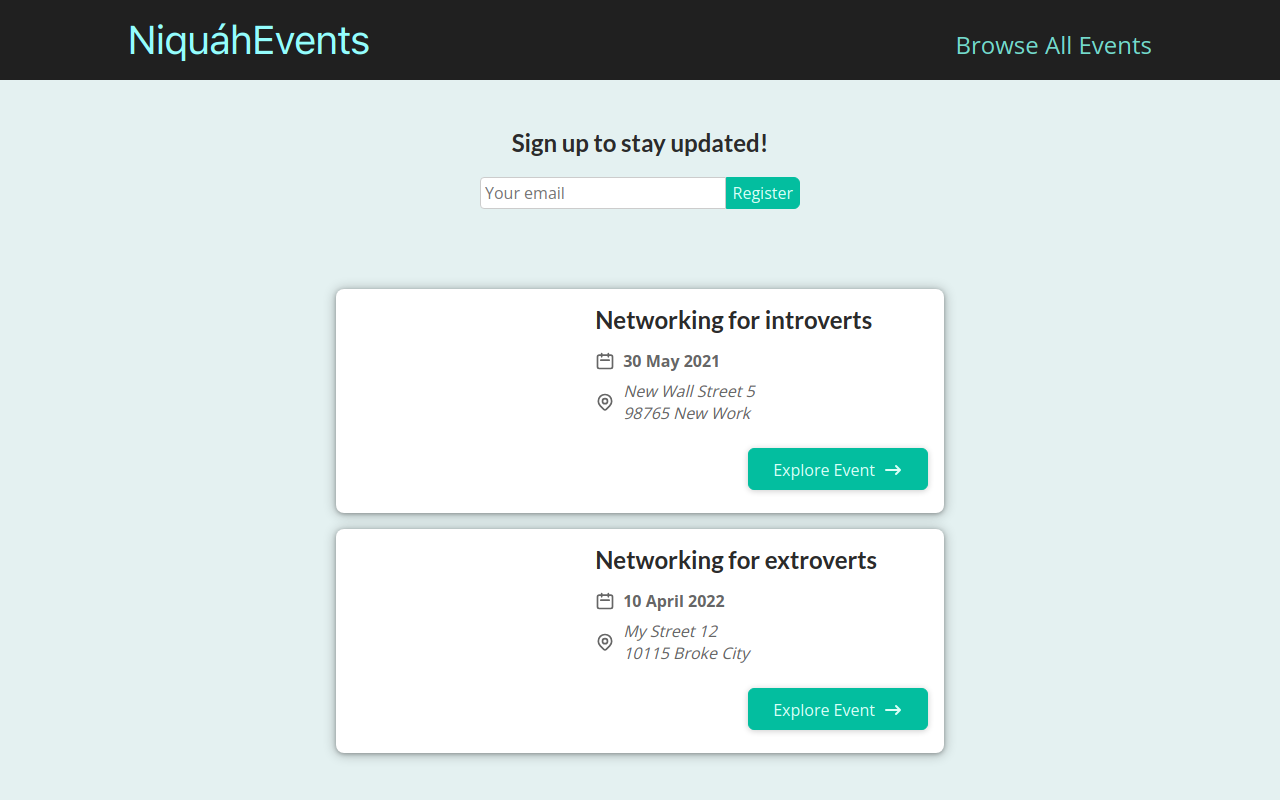 NiquáhEvents
Browse All Events
Sign up to stay updated!
Your email
Register
Networking for introverts
30 May 2021
New Wall Street 5
98765 New Work
Explore Event
Networking for extroverts
10 April 2022
My Street 12
10115 Broke City
Explore Event